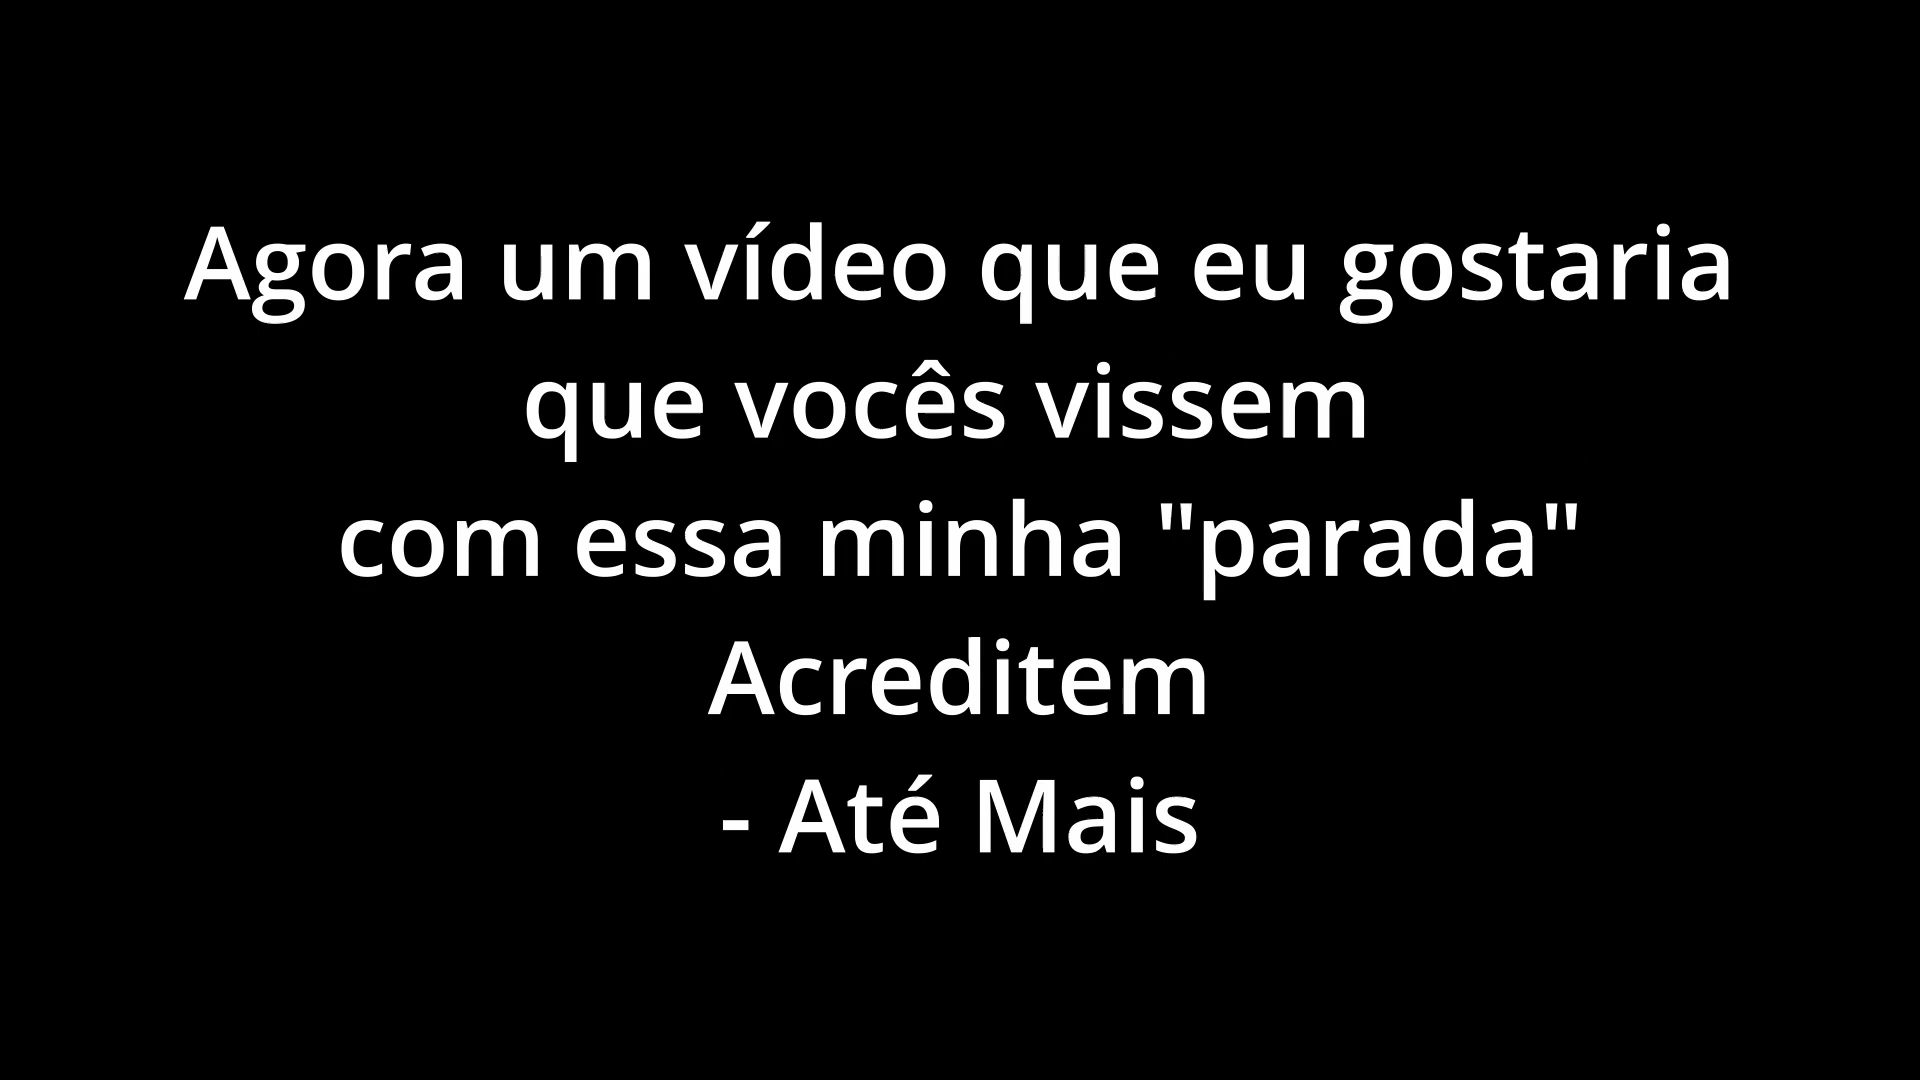 Agora um vídeo que eu gostaria
que vocês vissem
com essa minha "parada"
Acreditem
- Até Mais